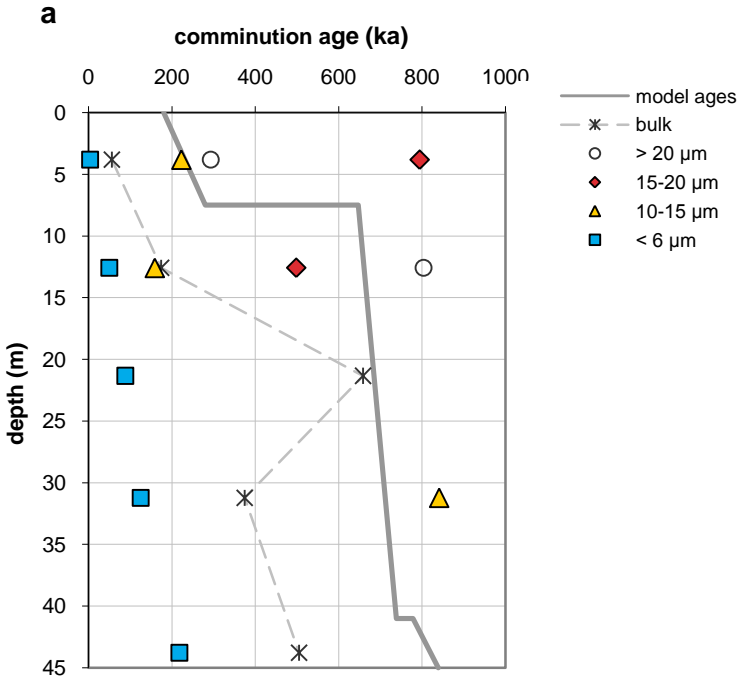 a
comminution age (ka)
0 200 400 600 800 1000
0
5
10
15
20
25
30
35
40
45
depth (m)
model ages
bulk
> 20 µm
15-20 µm
10-15 µm
< 6 µm